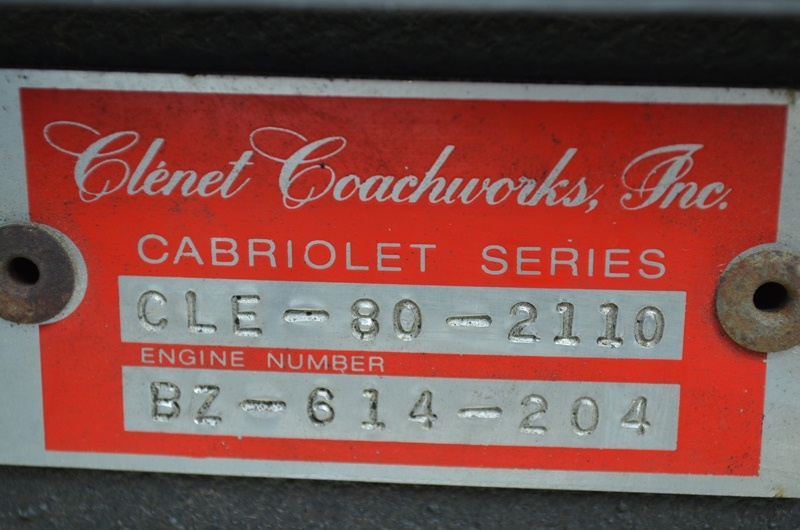 Clénet Coachworks, Inc.
CABRIOLET SERIES
CLE-80-2110
ENGINE NUMBER
BZ-614-204